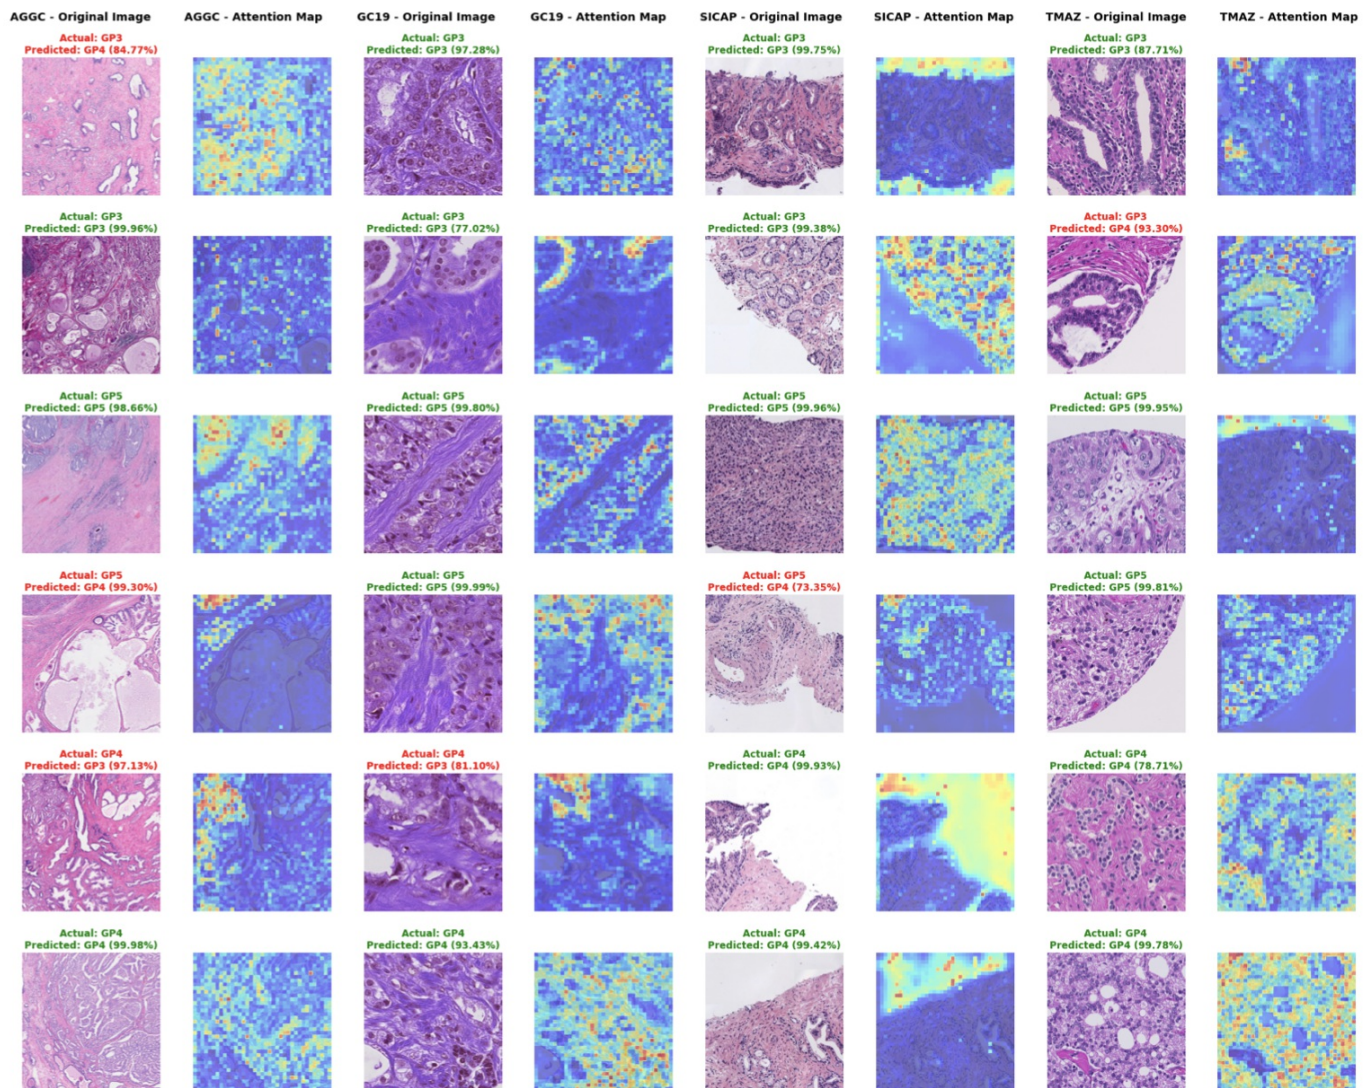 AGGC - Original Image AGGC - Attention Map GC19 - Original Image GC19 - Attention Map SICAP - Original Image SICAP - Attention Map TMAZ - Original Image TMAZ - Attention Map
Actual: GP3
Predicted: GP4 (84.77%)
Actual: GP3
Predicted: GP3 (97.28%)
Actual: GP3
Predicted: GP3 (99.75%)
Actual: GP3
Predicted: GP3 (87.71%)
Actual: GP3
Predicted: GP3 (99.96%)
Actual: GP3
Predicted: GP3 (77.02%)
Actual: GP3
Predicted: GP3 (99.38%)
Actual: GP3
Predicted: GP4 (93.30%)
Actual: GP5
Predicted: GP5 (98.66%)
Actual: GP5
Predicted: GP5 (99.80%)
Actual: GP5
Predicted: GP5 (99.96%)
Actual: GP5
Predicted: GP5 (99.95%)
Actual: GP5
Predicted: GP4 (99.30%)
Actual: GP5
Predicted: GP5 (99.99%)
Actual: GP5
Predicted: GP4 (73.35%)
Actual: GP5
Predicted: GP5 (99.81%)
Actual: GP4
Predicted: GP3 (97.13%)
Actual: GP4
Predicted: GP3 (81.10%)
Actual: GP4
Predicted: GP4 (99.93%)
Actual: GP4
Predicted: GP4 (78.71%)
Actual: GP4
Predicted: GP4 (99.98%)
Actual: GP4
Predicted: GP4 (93.43%)
Actual: GP4
Predicted: GP4 (99.42%)
Actual: GP4
Predicted: GP4 (99.78%)